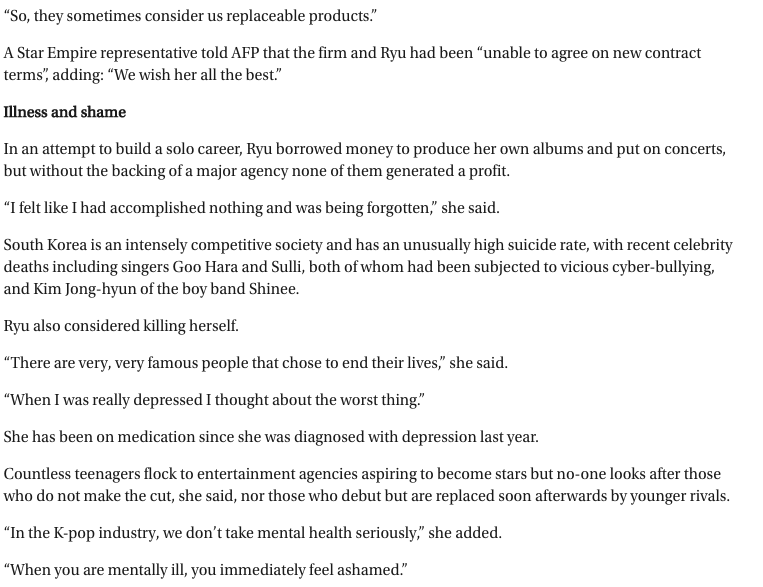 “So, they sometimes consider us replaceable products.”
A Star Empire representative told AFP that the firm and Ryu had been “unable to agree on new contract
terms”, adding: “We wish her all the best.”
Illness and shame
In an attempt to build a solo career, Ryu borrowed money to produce her own albums and put on concerts,
but without the backing of a major agency none of them generated a profit.
“I felt like I had accomplished nothing and was being forgotten,” she said.
South Korea is an intensely competitive society and has an unusually high suicide rate, with recent celebrity
deaths including singers Goo Hara and Sulli, both of whom had been subjected to vicious cyber-bullying,
and Kim Jong-hyun of the boy band Shinee.
Ryu also considered killing herself.
“There are very, very famous people that chose to end their lives,” she said.
“When I was really depressed I thought about the worst thing.”
She has been on medication since she was diagnosed with depression last year.
Countless teenagers flock to entertainment agencies aspiring to become stars but no-one looks after those
who do not make the cut, she said, nor those who debut but are replaced soon afterwards by younger rivals.
“In the K-pop industry, we don’t take mental health seriously,” she added.
“When you are mentally ill, you immediately feel ashamed.”